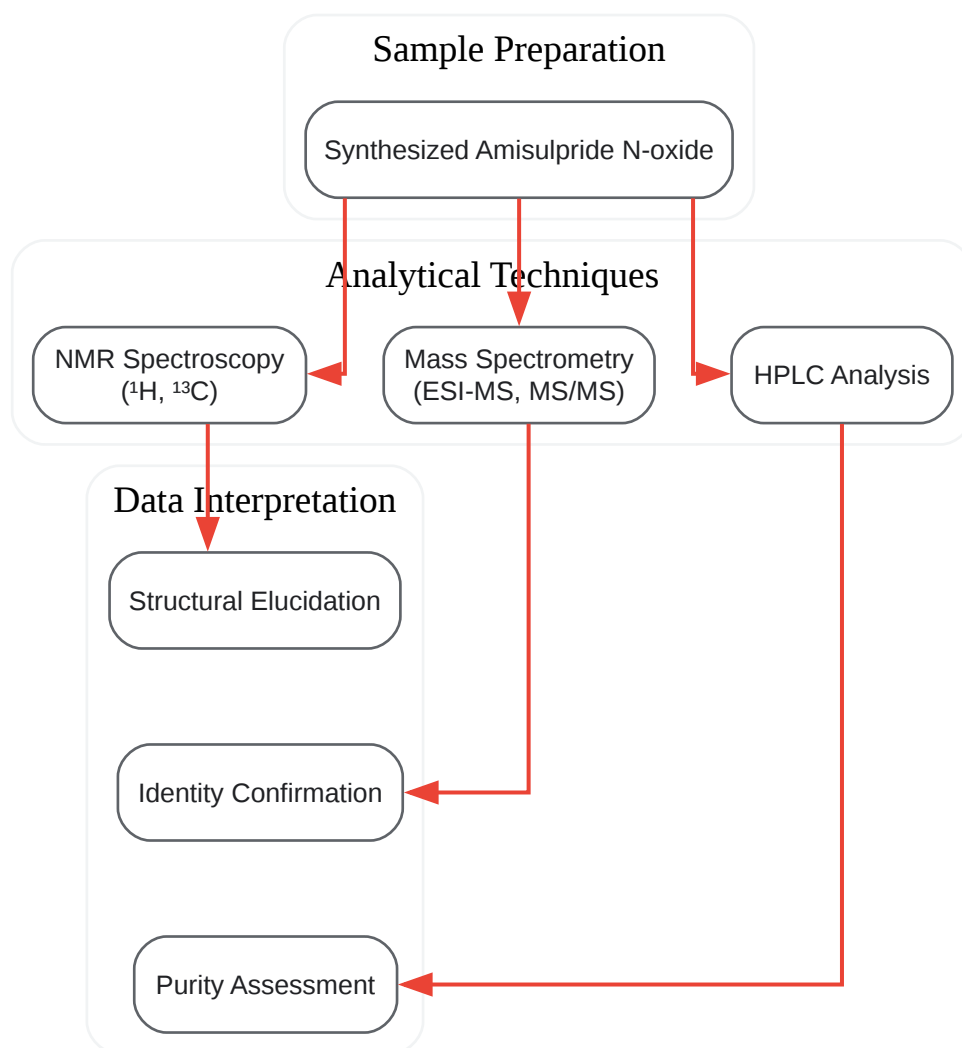 Sample Preparation
Synthesized Amisulpride N-oxide
Analytical Techniques
NMR Spectroscopy
(¹H, ¹³C)
Mass Spectrometry
(ESI-MS, MS/MS)
HPLC Analysis
Data Interpretation
Structural Elucidation
Identity Confirmation
Purity Assessment